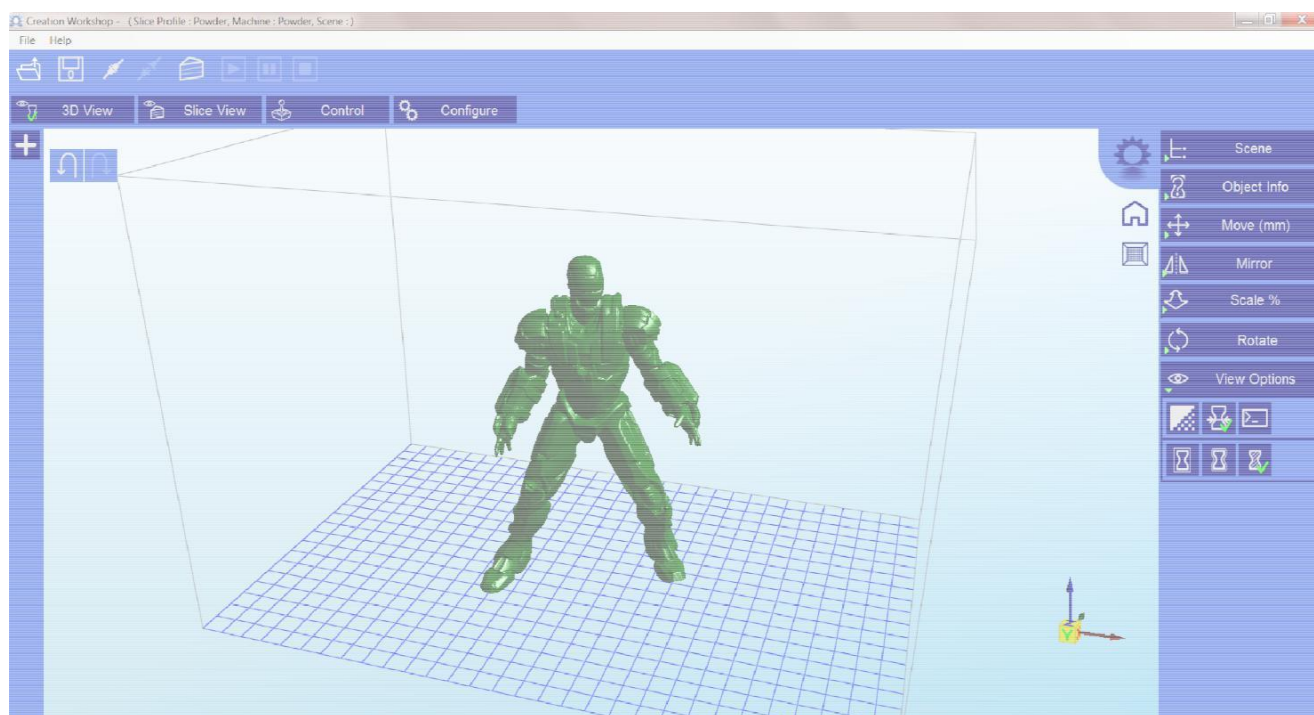 Creation Workshop - ( Slice Profile : Powder, Machine : Powder, Scene : )
File Help
3D View Slice View Control Configure
Scene
Object Info
Move (mm)
Mirror
Scale %
Rotate
View Options
Y